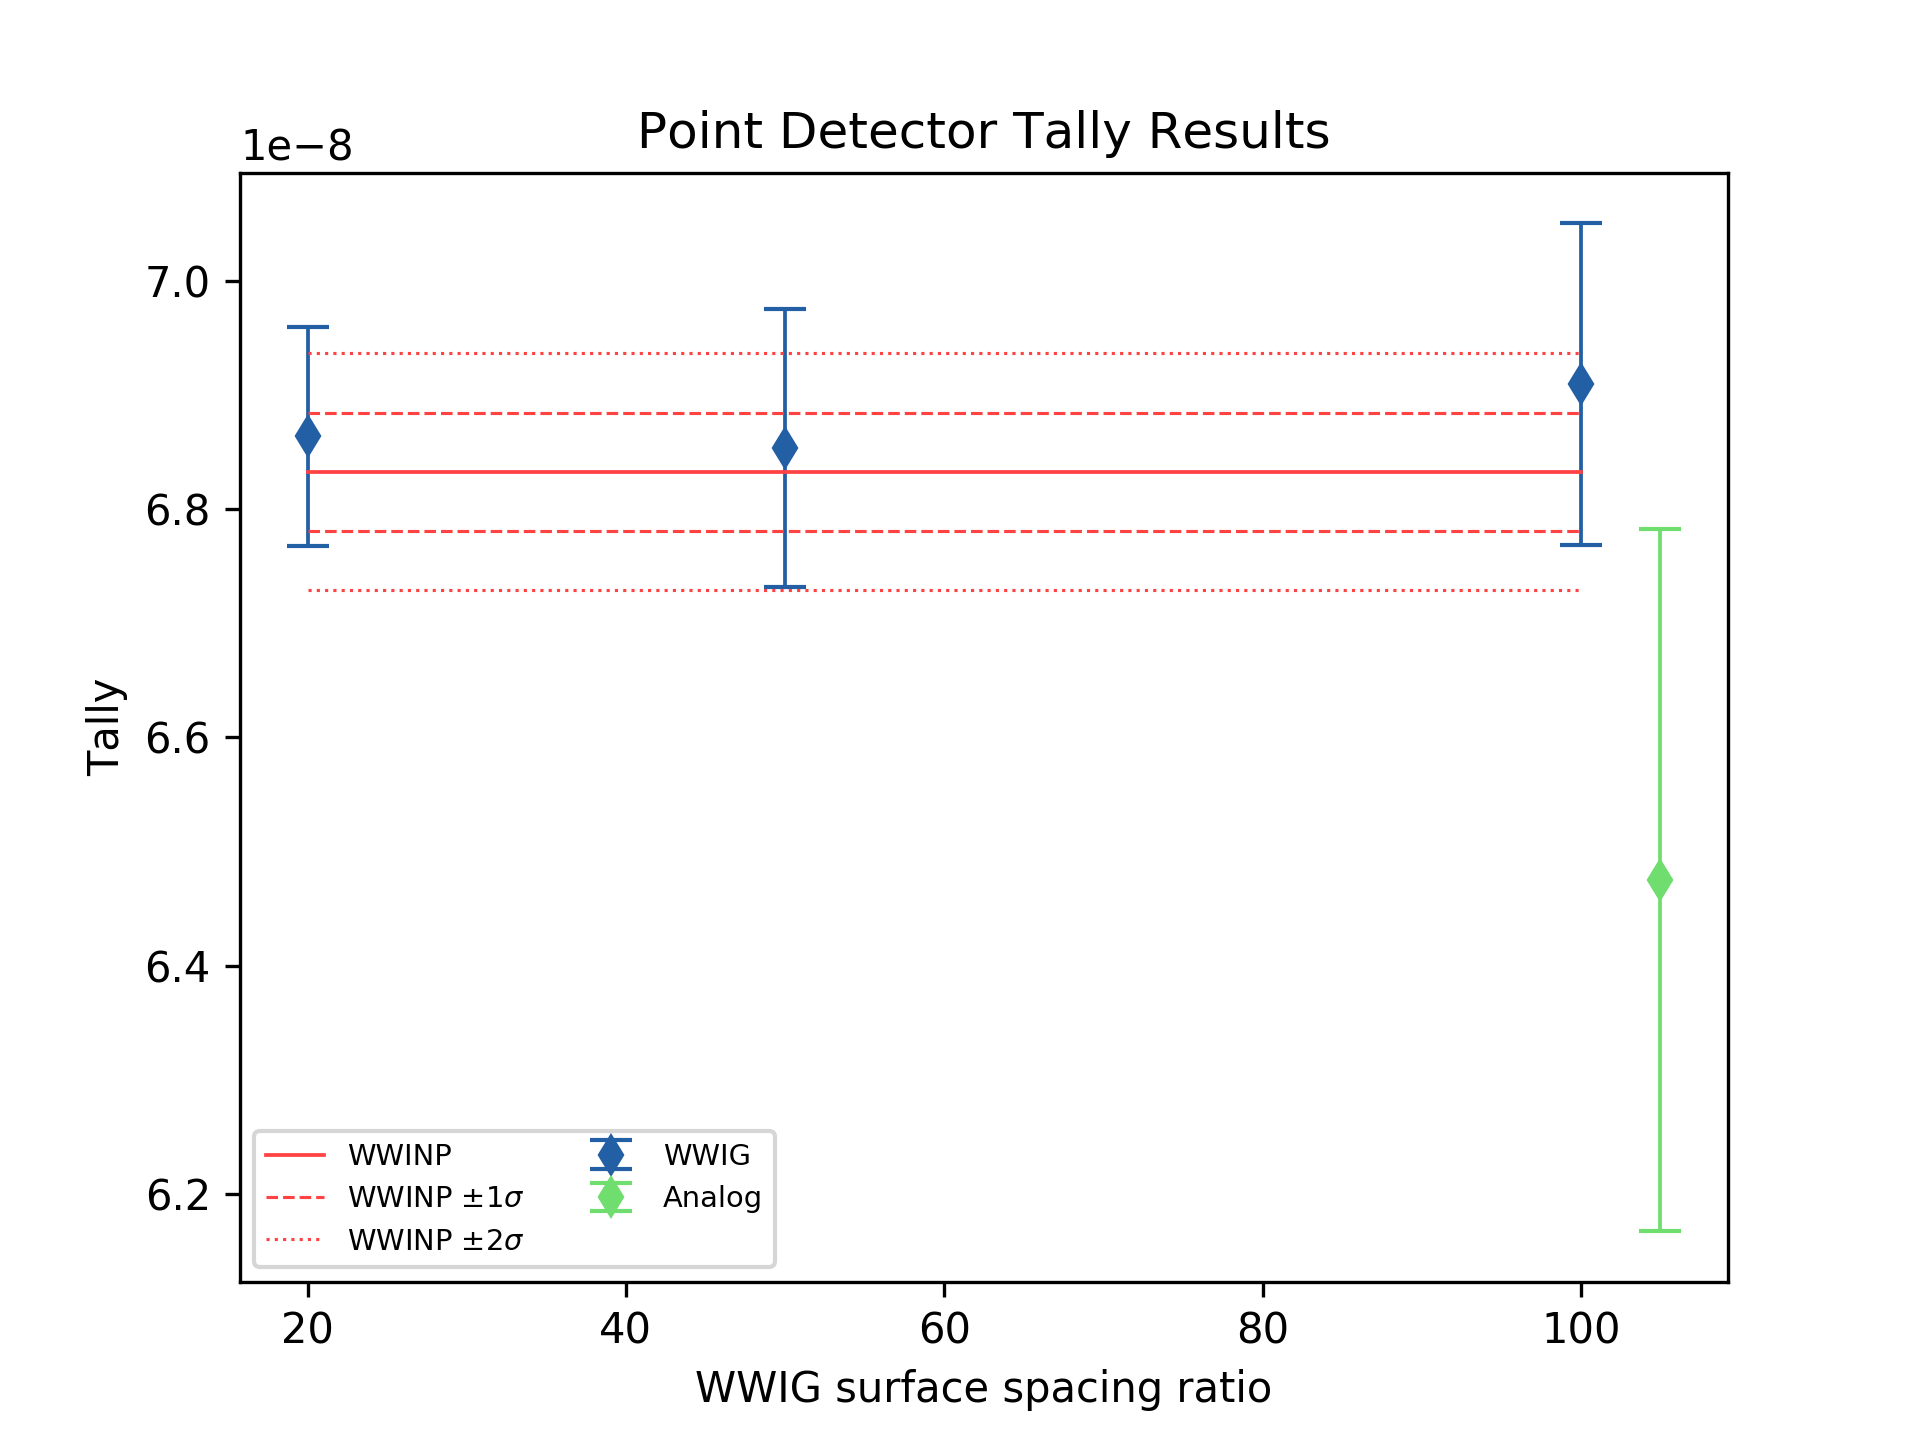 Point Detector Tally Results
1e−8
7.0
6.8
6.6
6.4
6.2
Tally
20 40 60 80 100
WWIG surface spacing ratio
WWINP
WWINP ±1σ
WWINP ±2σ
WWIG
Analog